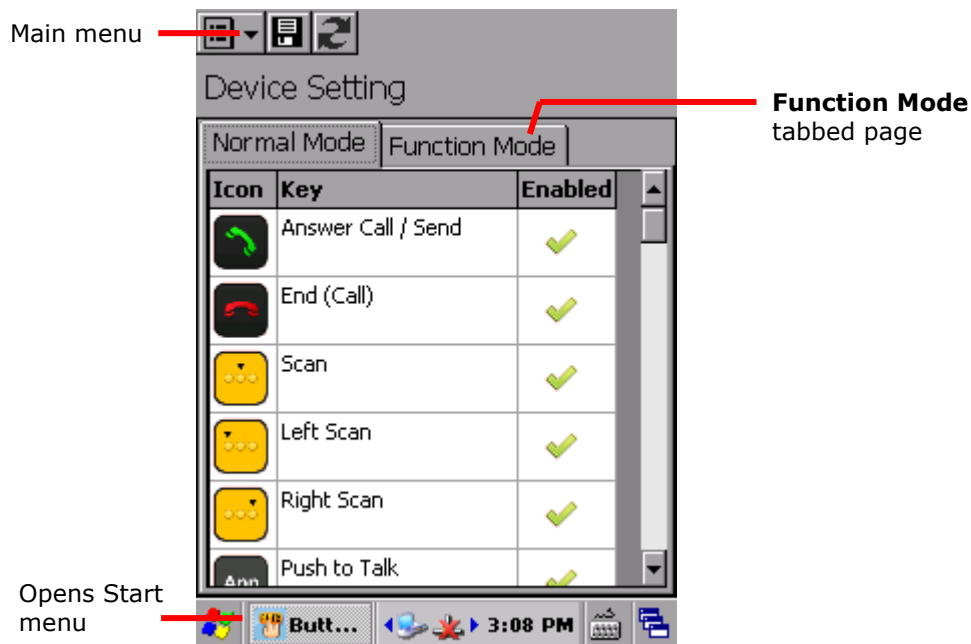 Main menu
Device Setting
Function Mode
tabbed page
Normal Mode Function Mode
Icon Key Enabled
Answer Call / Send
End (Call)
Scan
Left Scan
Right Scan
App Push to Talk
Opens Start
menu
Butt... 3:08 PM